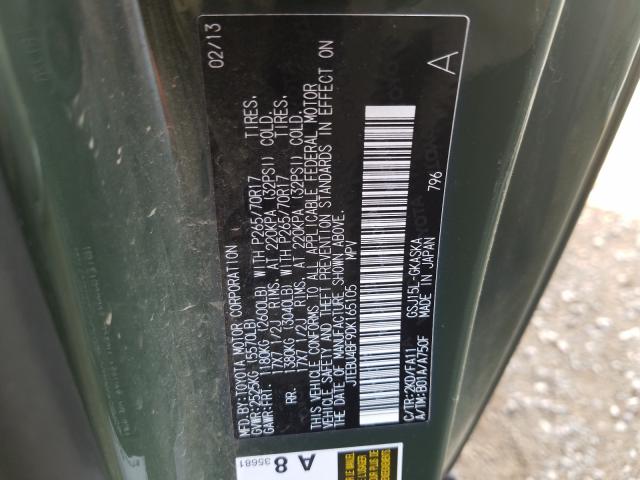 MFD.BY:TOYOTA MOTOR CORPORATION 02/13
GVWR:2525KG(5570LB)
GAWR:FRT. 1180KG (2600LB) WITH P265/70R17 TIRES,
17X7 1/2J RIMS, AT 220KPA (32PSI) COLD.
RR. 1380KG (3040LB) WITH P265/70R17 TIRES,
17X7 1/2J RIMS, AT 220KPA (32PSI) COLD.
THIS VEHICLE CONFORMS TO ALL APPLICABLE FEDERAL MOTOR
VEHICLE SAFETY AND THEFT PREVENTION STANDARDS IN EFFECT ON
THE DATE OF MANUFACTURE SHOWN ABOVE.
JTEBU4BF9DK165105 MPV
A
796
C/TR:2KO/FA11 GSJ15L-GKASKA
A/TM:B01A/A750F MADE IN JAPAN
A 8
35681